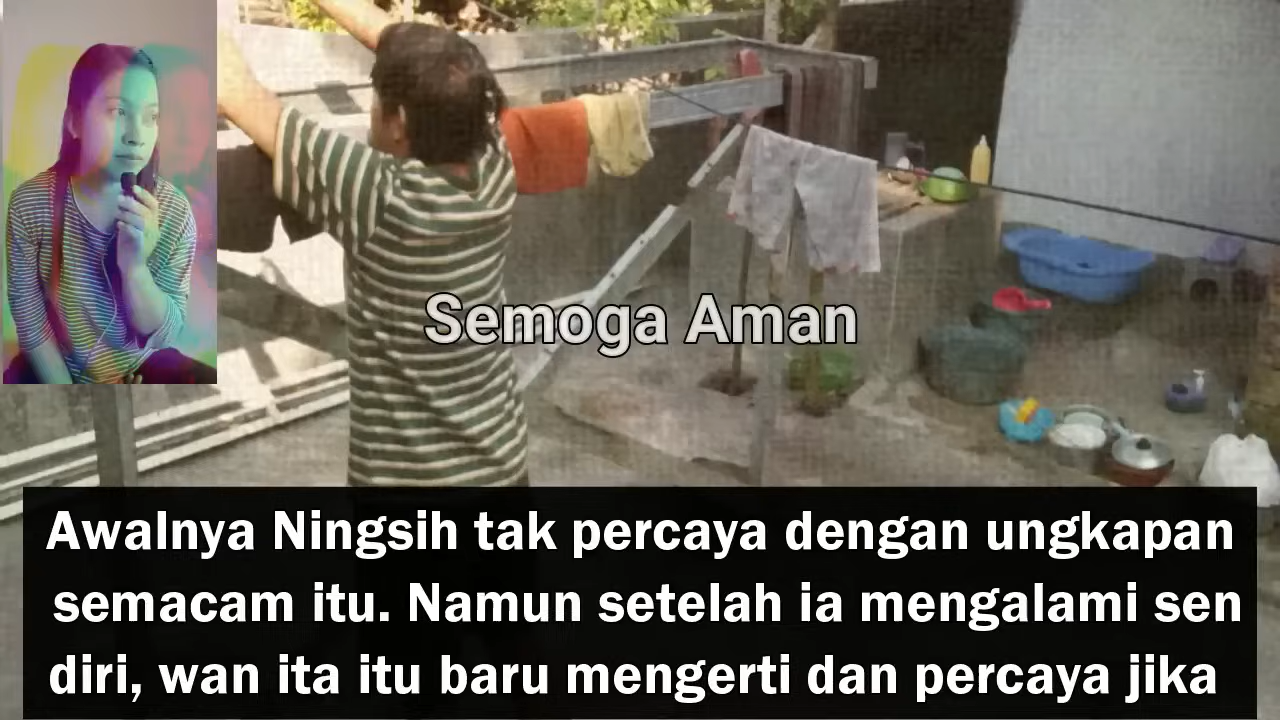 Semoga Aman
Awalnya Ningsih tak percaya dengan ungkapan
semacam itu. Namun setelah ia mengalami sen
diri, wan ita itu baru mengerti dan percaya jika